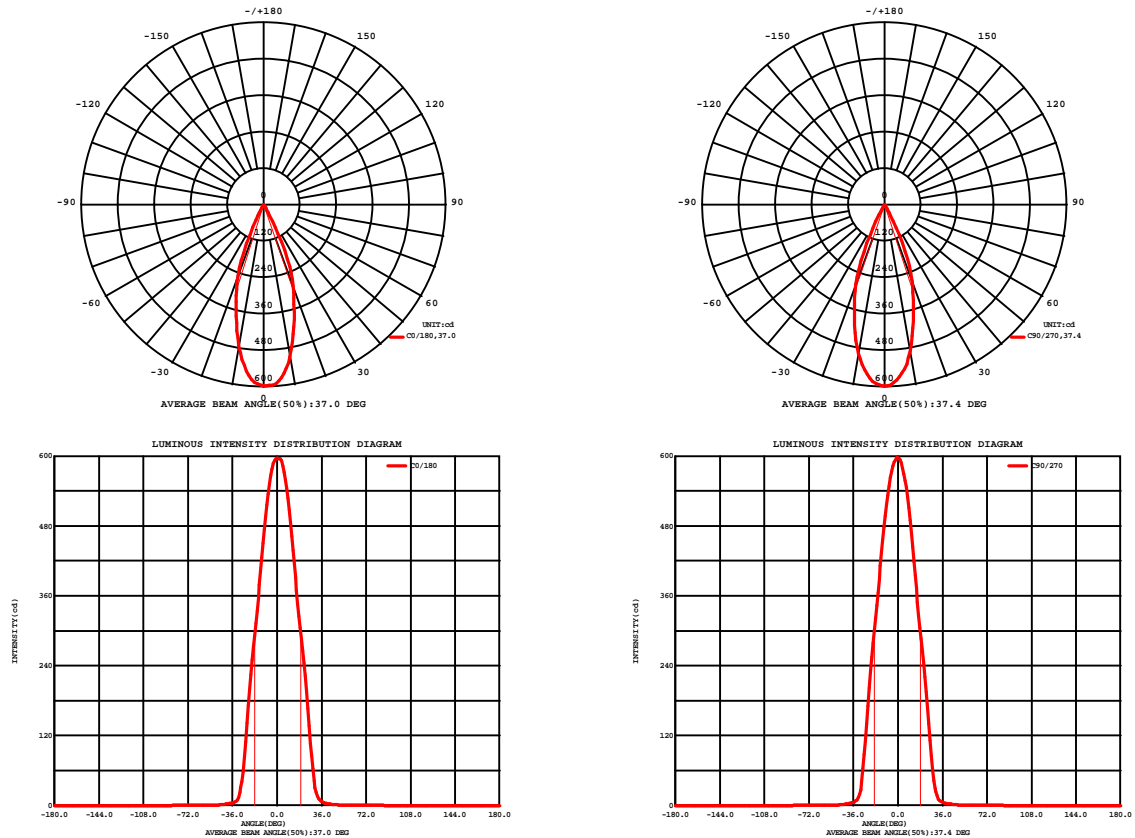 -/+180
-150
150
-120
120
-90
90
0
120
240
-60
60
360
UNIT:cd
C0/180,37.0
480
-30
30
600
0
AVERAGE BEAM ANGLE(50%):37.0 DEG
-/+180
-150
150
-120
120
-90
90
0
120
240
-60
60
360
UNIT:cd
C90/270,37.4
480
-30
30
600
0
AVERAGE BEAM ANGLE(50%):37.4 DEG
LUMINOUS INTENSITY DISTRIBUTION DIAGRAM
600
C0/180
480
360
INTENSITY(cd)
240
120
0
-180.0 -144.0 -108.0 -72.0 -36.0 0.0 36.0 72.0 108.0 144.0 180.0
ANGLE(DEG)
AVERAGE BEAM ANGLE(50%):37.0 DEG
LUMINOUS INTENSITY DISTRIBUTION DIAGRAM
600
C90/270
480
360
INTENSITY(cd)
240
120
0
-180.0 -144.0 -108.0 -72.0 -36.0 0.0 36.0 72.0 108.0 144.0 180.0
ANGLE(DEG)
AVERAGE BEAM ANGLE(50%):37.4 DEG